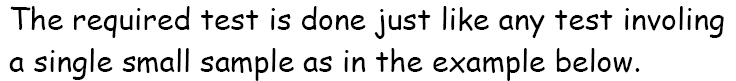 The required test is done just like any test involing
a single small sample as in the example below.